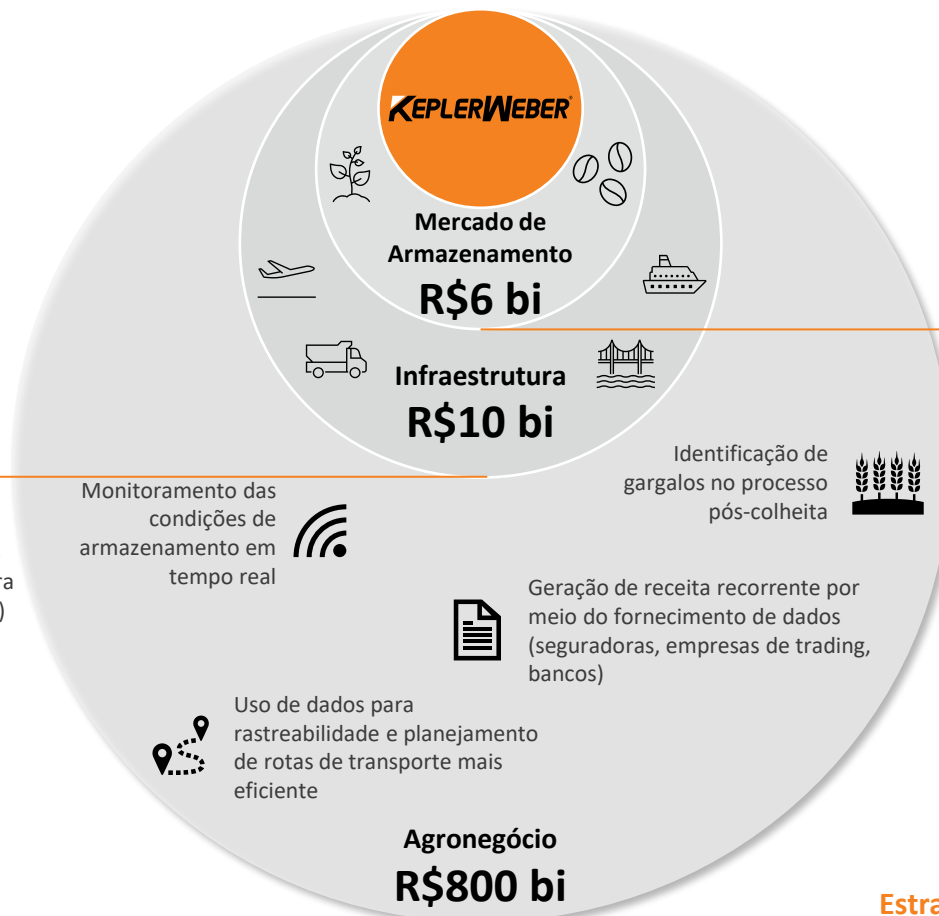 KEPLERWEBER
Mercado de
Armazenamento
R$6 bi
Infraestrutura
R$10 bi
Identificação de
gargalos no processo
pós-colheita
Monitoramento das
condições de
armazenamento em
tempo real
Geração de receita recorrente por
meio do fornecimento de dados
(seguradoras, empresas de trading,
bancos)
Uso de dados para
rastreabilidade e planejamento
de rotas de transporte mais
eficiente
Agronegócio
R$800 bi